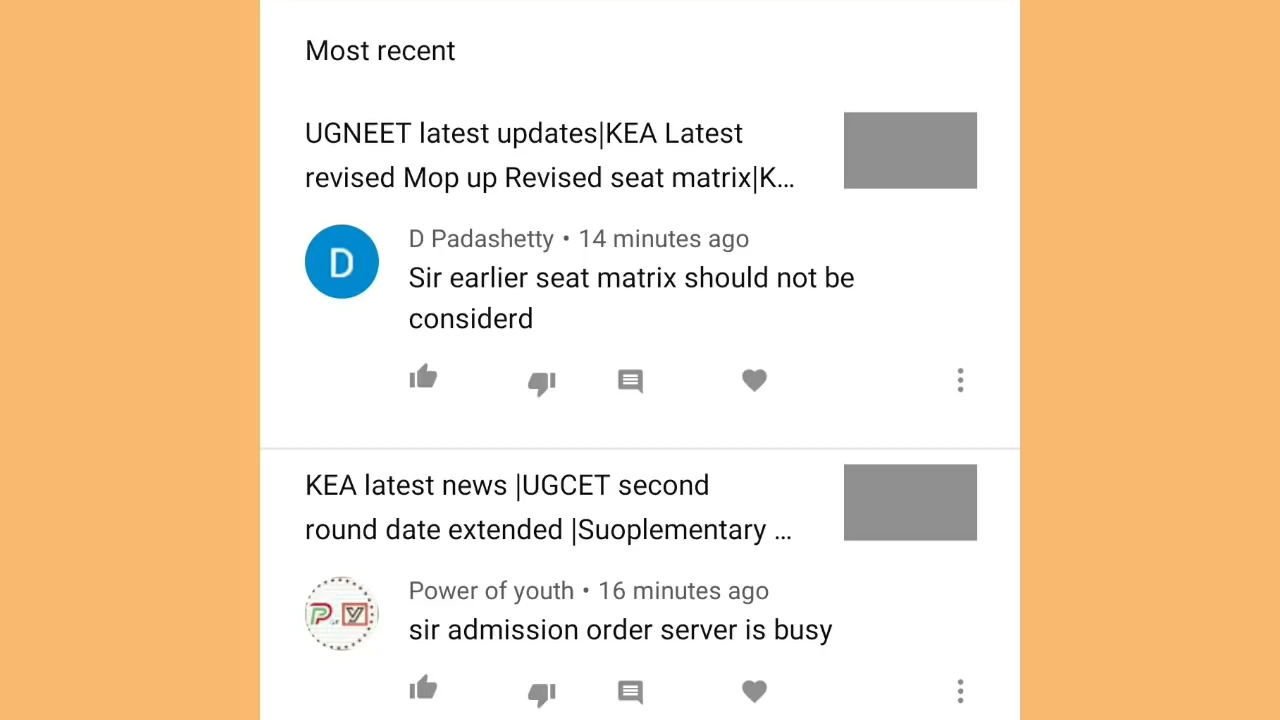 Most recent
UGNEET latest updates|KEA Latest
revised Mop up Revised seat matrix|K...
D
D Padashetty • 14 minutes ago
Sir earlier seat matrix should not be
considerd
KEA latest news |UGCET second
round date extended |Suoplementary ...
P Y
Power of youth • 16 minutes ago
sir admission order server is busy